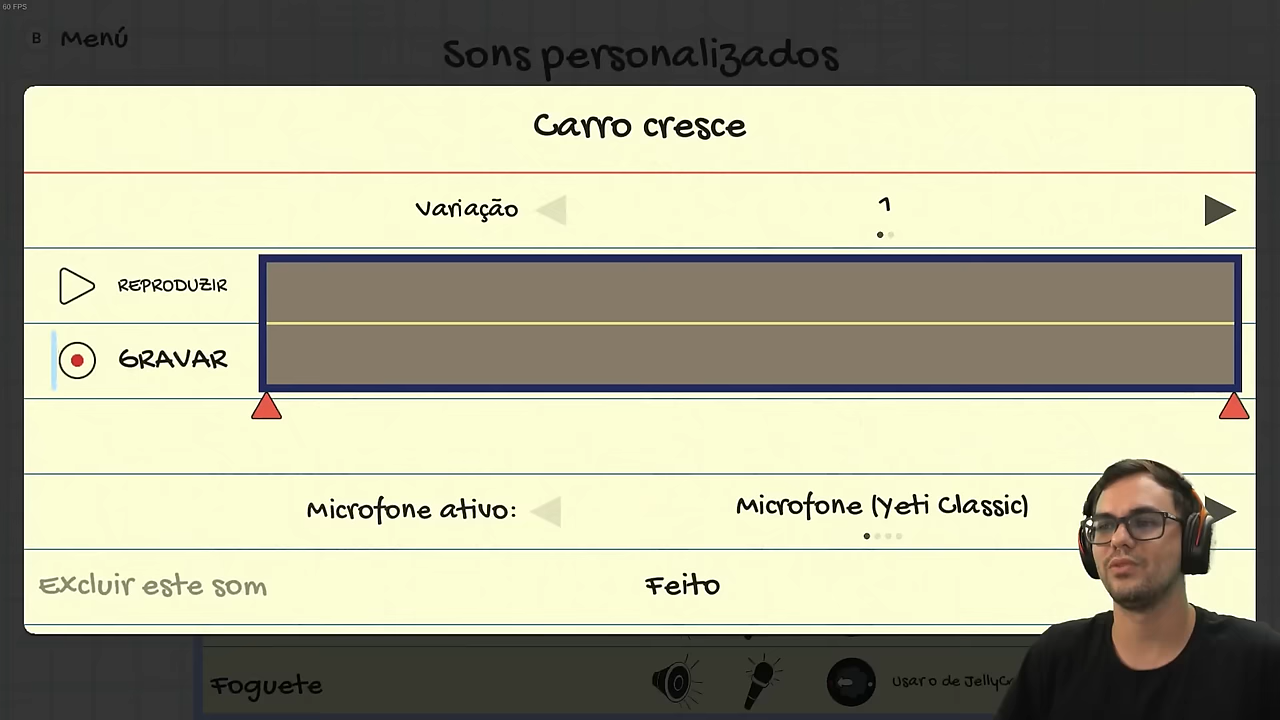 60 FPS
B Menú
Sons personalizados
Carro cresce
Variação 1
REPRODUZIR
GRAVAR
Microfone ativo: Microfone (Yeti Classic)
Excluir este som
Feito
Foguete
Usar o de